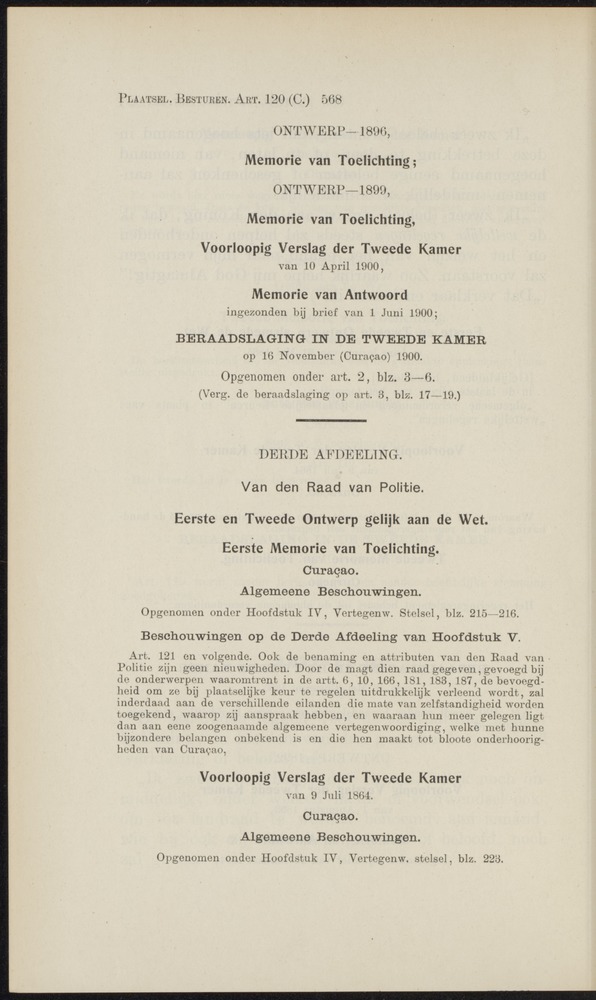 PLAATSEL. BESTUREN. ART. 120 (C.) 568
ONTWERP—1896,
Memorie van Toelichting;
ONTWERP—1899,
Memorie van Toelichting,
Voorloopig Verslag der Tweede Kamer
van 10 April 1900,
Memorie van Antwoord
ingezonden bij brief van 1 Juni 1900;
BERAADSLAGING IN DE TWEEDE KAMER
op 16 November (Curaçao) 1900.
Opgenomen onder art. 2, blz. 3—6.
(Verg. de beraadslaging op art. 3, blz. 17—19.)
DERDE AFDEELING.
Van den Raad van Politie.
Eerste en Tweede Ontwerp gelijk aan de Wet.
Eerste Memorie van Toelichting.
Curaçao.
Algemeene Beschouwingen.
Opgenomen onder Hoofdstuk IV, Vertegenw. Stelsel, blz. 215—216.
Beschouwingen op de Derde Afdeeling van Hoofdstuk V.
Art. 121 en volgende. Ook de benaming en attributen van den Raad van
Politie zijn geen nieuwigheden. Door de magt dien raad gegeven, gevoegd bij
de onderwerpen waaromtrent in de artt. 6, 10, 166, 181, 183, 187, de bevoegd-
heid om ze bij plaatselijke keur te regelen uitdrukkelijk verleend wordt, zal
inderdaad aan de verschillende eilanden die mate van zelfstandigheid worden
toegekend, waarop zij aanspraak hebben, en waaraan hun meer gelegen ligt
dan aan eene zoogenaamde algemeene vertegenwoordiging, welke met hunne
bijzondere belangen onbekend is en die hen maakt tot bloote onderhoorig-
heden van Curaçao.
Voorloopig Verslag der Tweede Kamer
van 9 Juli 1864.
Curaçao.
Algemeene Beschouwingen.
Opgenomen onder Hoofdstuk IV, Vertegenw. stelsel, blz. 223.